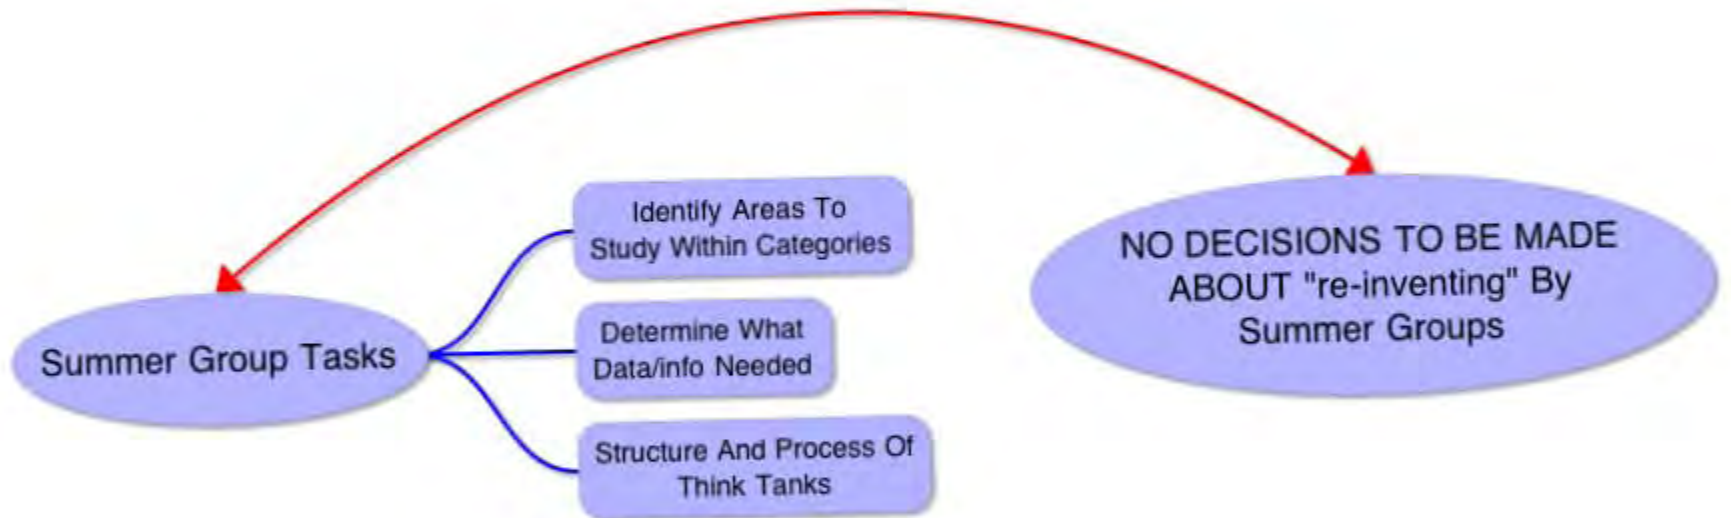 Summer Group Tasks
Identify Areas To
Study Within Categories
Determine What
Data/info Needed
Structure And Process Of
Think Tanks
NO DECISIONS TO BE MADE
ABOUT "re-inventing" By
Summer Groups